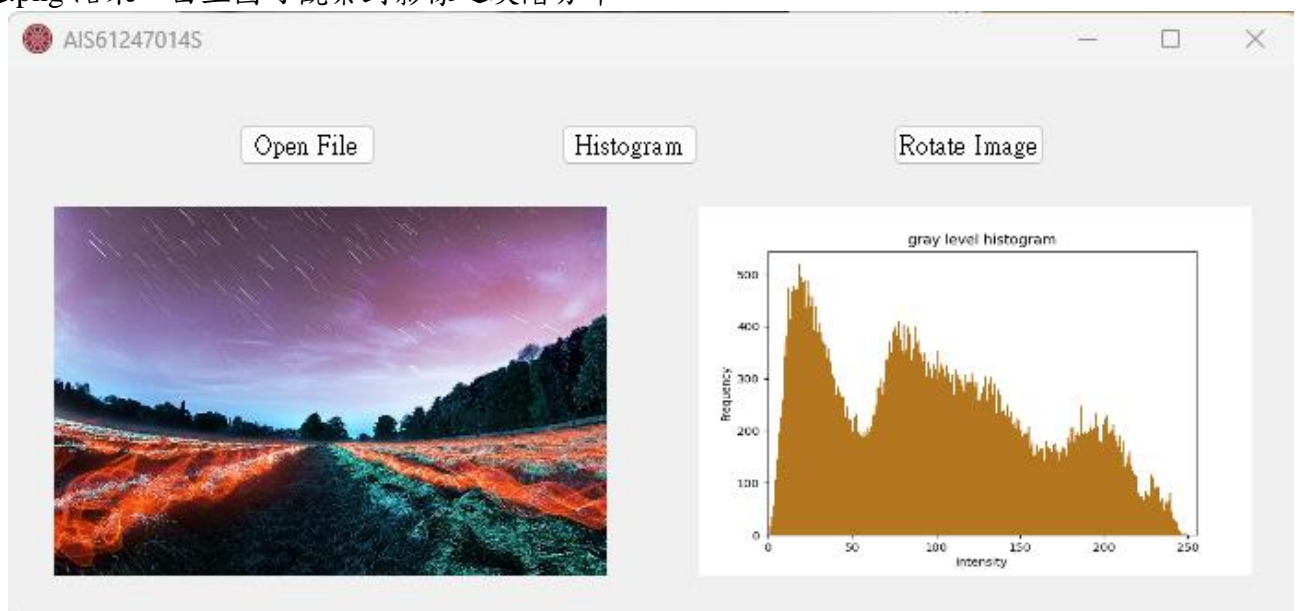 AIS61247014S
Open File
Histogram
Rotate Image
gray level histogram
500
400
300
200
100
0
Frequency
0 50 100 150 200 250
Intensity